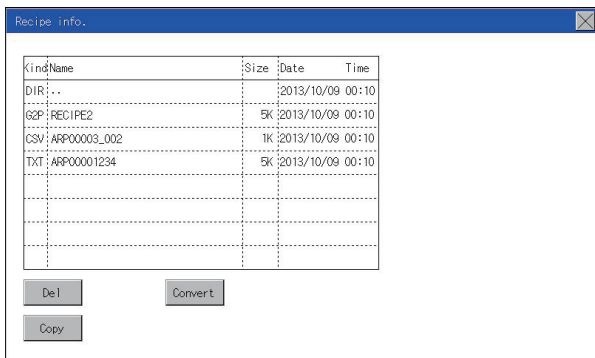 Recipe info.
Kind Name Size Date Time
DIR .. 2013/10/09 00:10
G2P RECIPE2 5K 2013/10/09 00:10
CSV ARP00003_002 1K 2013/10/09 00:10
TXT ARP00001234 5K 2013/10/09 00:10
Del Convert
Copy